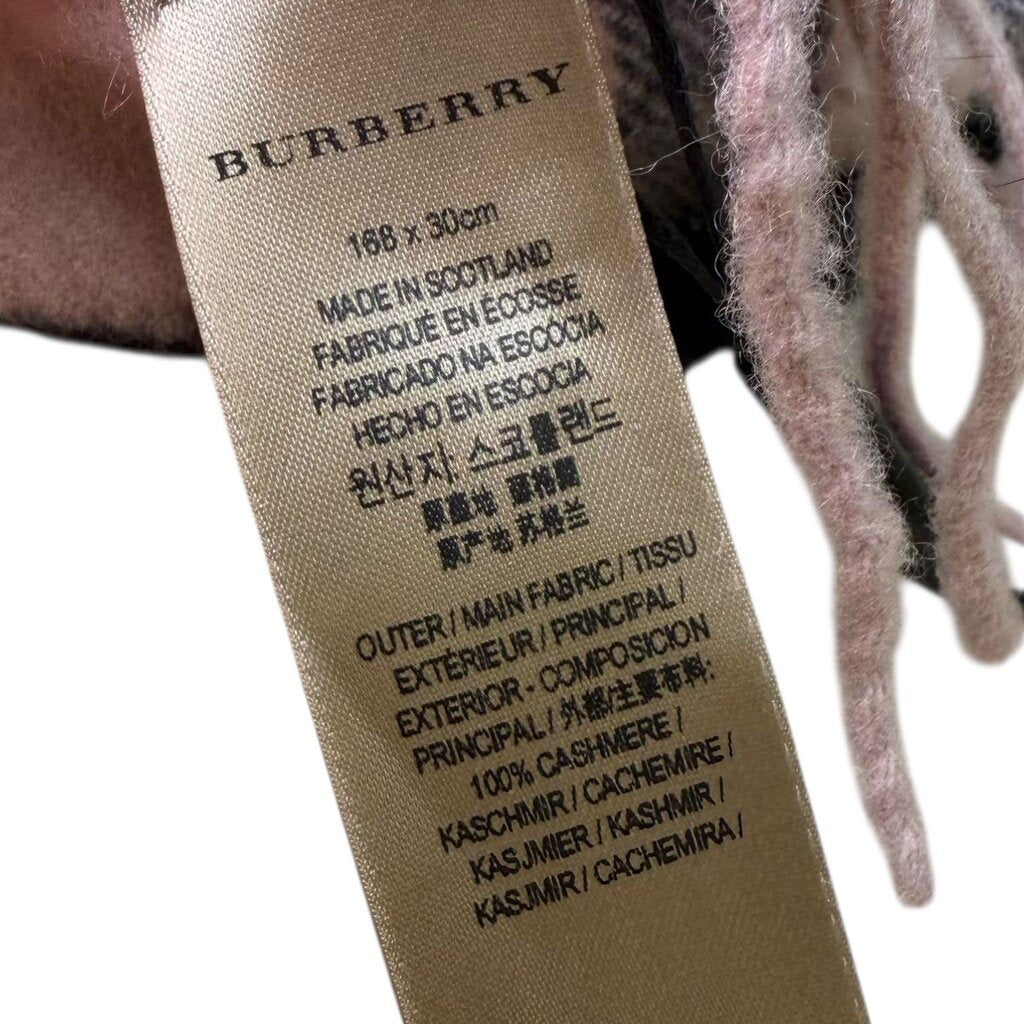 BURBERRY
168 x 30cm
MADE IN SCOTLAND
FABRIQUÉ EN ÉCOSSE
FABRICADO NA ESCÓCIA
HECHO EN ESCOCIA
원산지 스코틀랜드
原產地 蘇格蘭
原产地 苏格兰
OUTER / MAIN FABRIC / TISSU
EXTÉRIEUR / PRINCIPAL /
EXTERIOR - COMPOSICION
PRINCIPAL / 外部/主要布料:
100% CASHMERE /
KASCHMIR / CACHEMIRE /
KASJMIER / KASHMIR /
KASJMIR / CACHEMIRA /